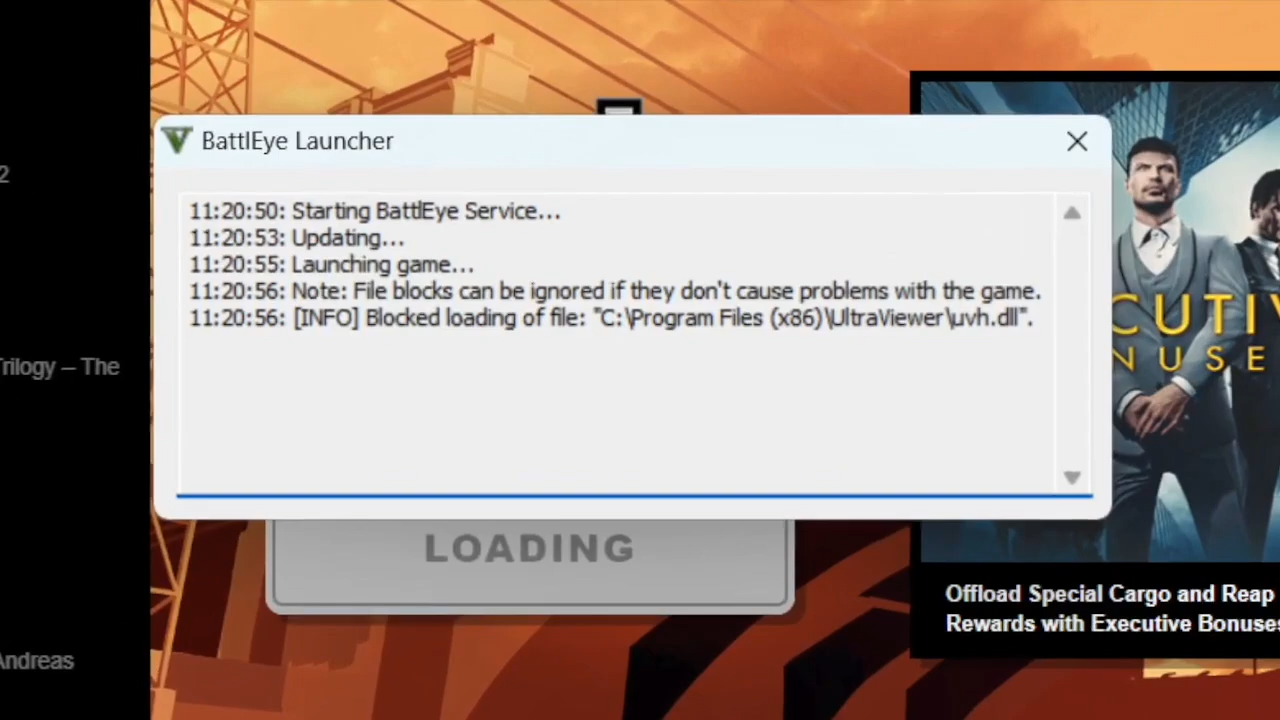 BattlEye Launcher
11:20:50: Starting BattlEye Service...
11:20:53: Updating...
11:20:55: Launching game...
11:20:56: Note: File blocks can be ignored if they don't cause problems with the game.
11:20:56: [INFO] Blocked loading of file: "C:\Program Files (x86)\UltraViewer\uvh.dll".
2
Trilogy – The
Andreas
LOADING
CUTIV
NUSE
Offload Special Cargo and Reap
Rewards with Executive Bonuses